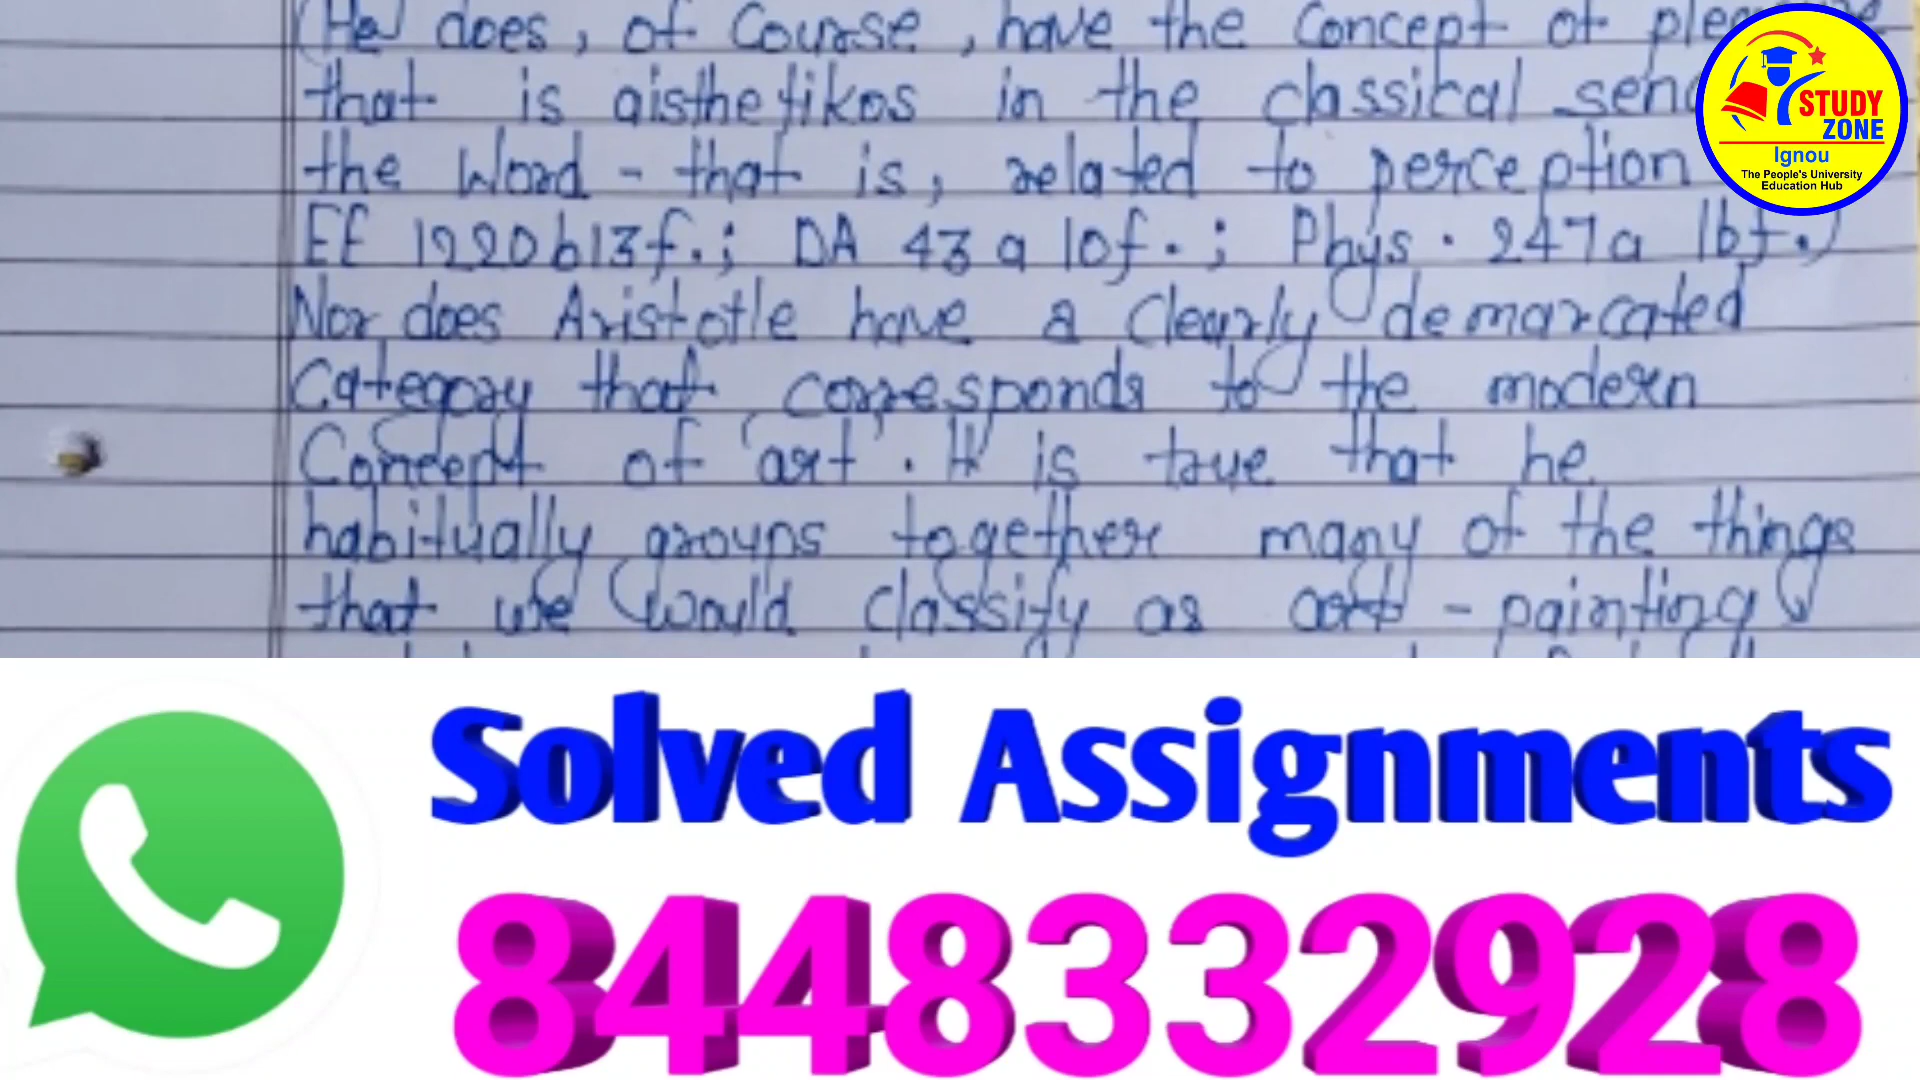 (He does, of Course, have the Concept of
that is aisthetikos in the classical
the Word - that is, related to perception
EE 1220b13f.; DA 43 a 10f.; Phys. 247a 16f.)
Nor does Aristotle have a Clearly demarcated
Category that corresponds to the modern
Concept of 'art'. It is true that he
habitually groups together many of the things
that we would classify as art - painting
STUDY
ZONE
Ignou
The People's University
Education Hub
Solved Assignments
8448332928